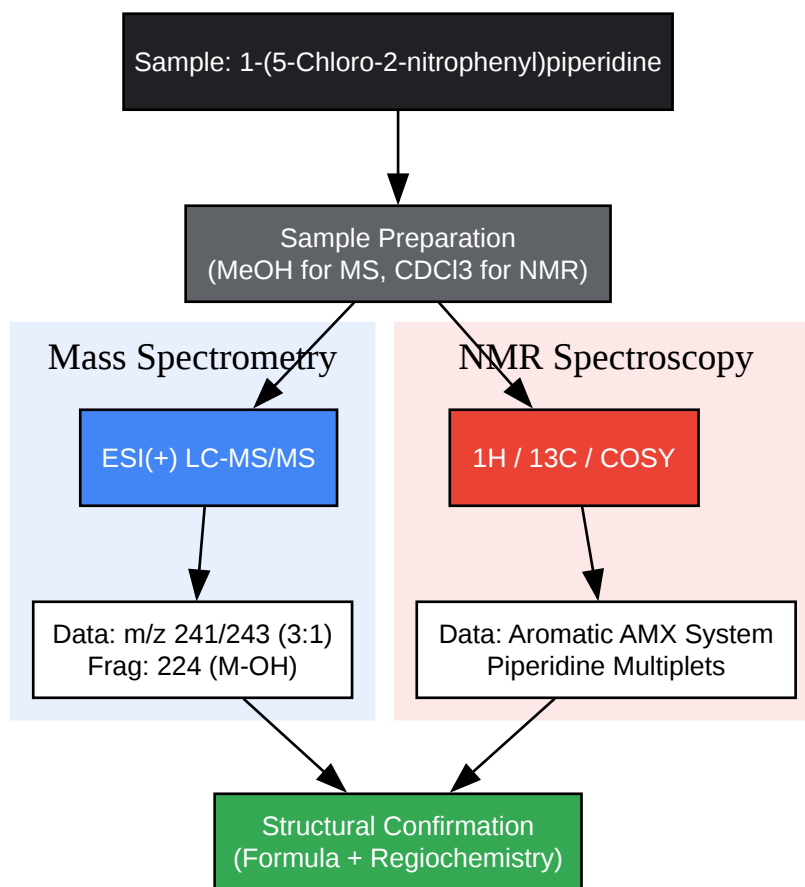 Sample: 1-(5-Chloro-2-nitrophenyl)piperidine
Sample Preparation
(MeOH for MS, CDCl3 for NMR)
Mass Spectrometry
NMR Spectroscopy
ESI(+) LC-MS/MS
1H / 13C / COSY
Data: m/z 241/243 (3:1)
Frag: 224 (M-OH)
Data: Aromatic AMX System
Piperidine Multiplets
Structural Confirmation
(Formula + Regiochemistry)